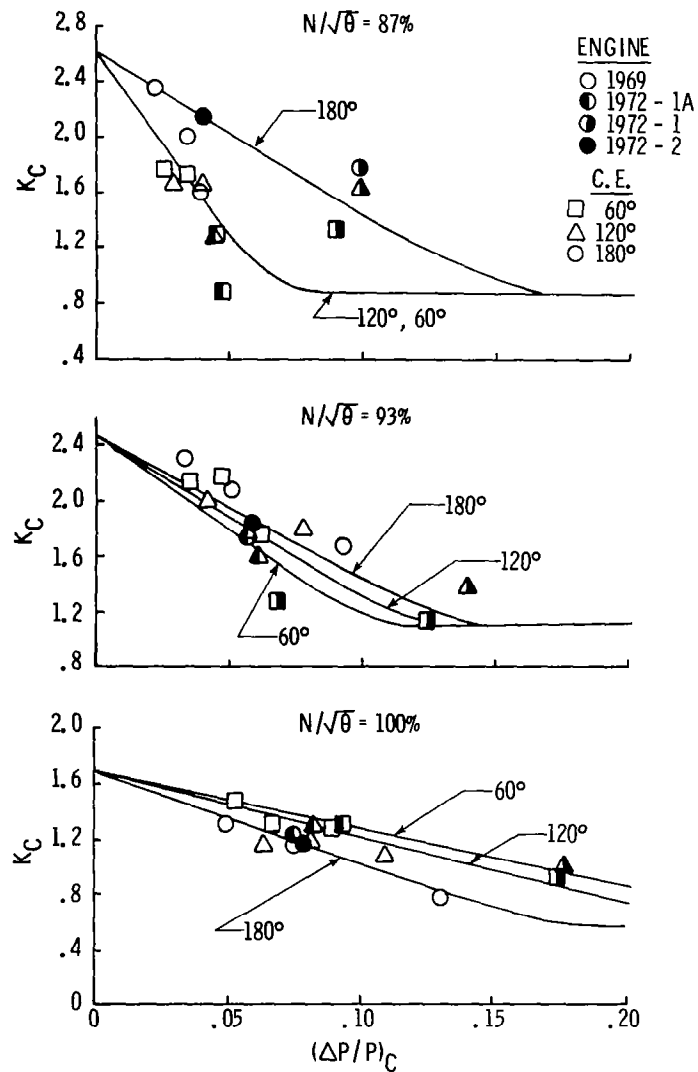 N/√θ = 87%
2.8
2.4
2.0
1.6
1.2
0.8
.4
K_C
180°
120°, 60°
ENGINE
1969
1972 - 1A
1972 - 1
1972 - 2
C.E.
60°
120°
180°
N/√θ = 93%
2.4
2.0
1.6
1.2
.8
K_C
180°
120°
60°
N/√θ = 100%
2.0
1.6
1.2
.8
.4
0
K_C
60°
120°
180°
0 .05 .10 .15 .20
(ΔP/P)_C